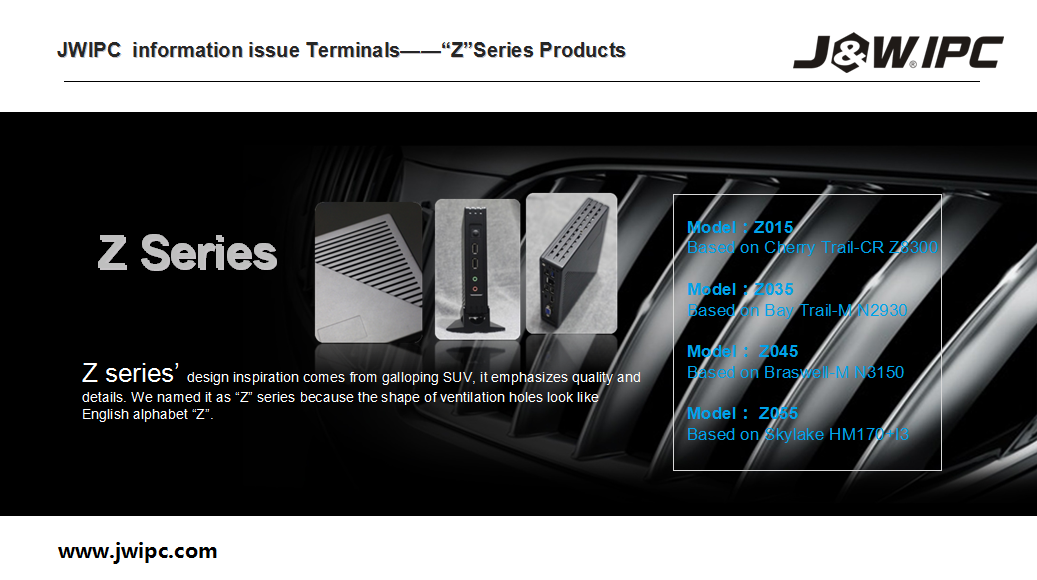 JWIPC information issue Terminals——“Z”Series Products
J&W® IPC
Z Series
Z series’ design inspiration comes from galloping SUV, it emphasizes quality and
details. We named it as “Z” series because the shape of ventilation holes look like
English alphabet “Z”.
Model：Z015
Based on Cherry Trail-CR Z8300
Model：Z035
Based on Bay Trail-M N2930
Model： Z045
Based on Braswell-M N3150
Model： Z065
Based on Skylake HM170+I3
www.jwipc.com